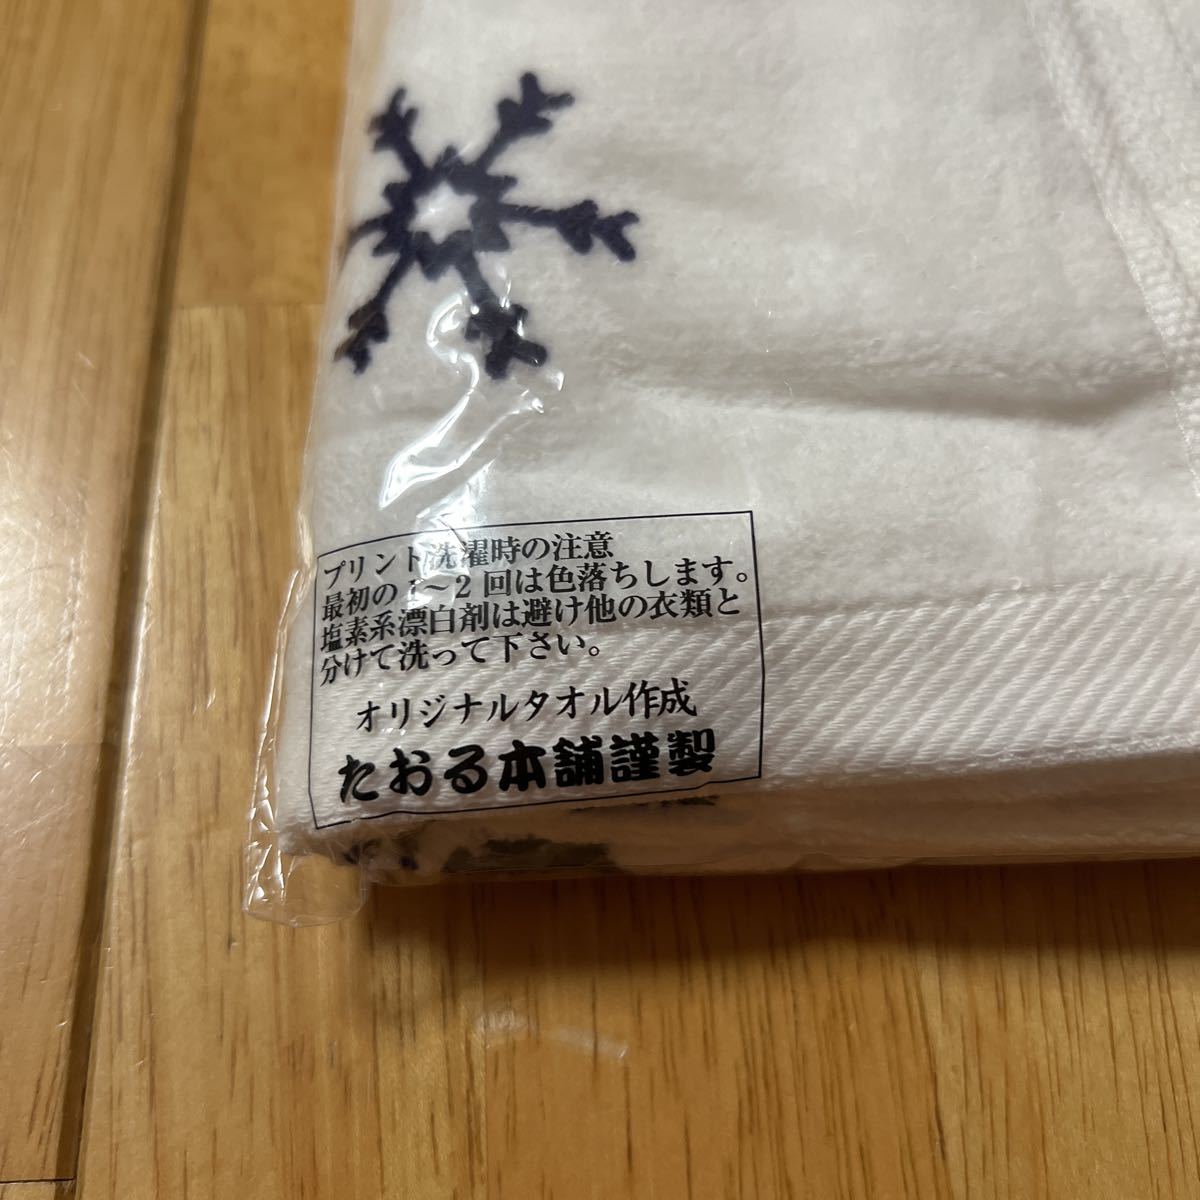 プリント洗濯時の注意
最初の1～2回は色落ちします。
塩素系漂白剤は避け他の衣類と
分けて洗って下さい。
オリジナルタオル作成
たおる本舗謹製